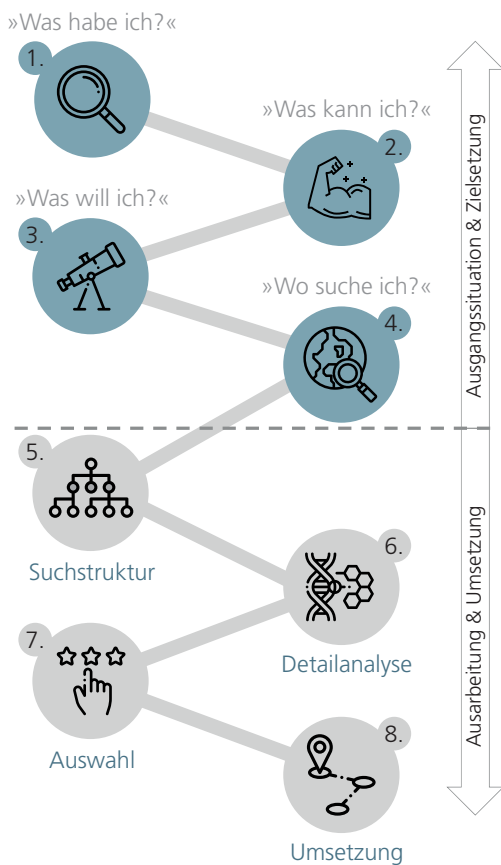 »Was habe ich?«
1.
»Was kann ich?«
2.
»Was will ich?«
3.
»Wo suche ich?«
4.
Ausgangssituation & Zielsetzung
5.
Suchstruktur
6.
Detailanalyse
7.
Auswahl
8.
Umsetzung
Ausarbeitung & Umsetzung